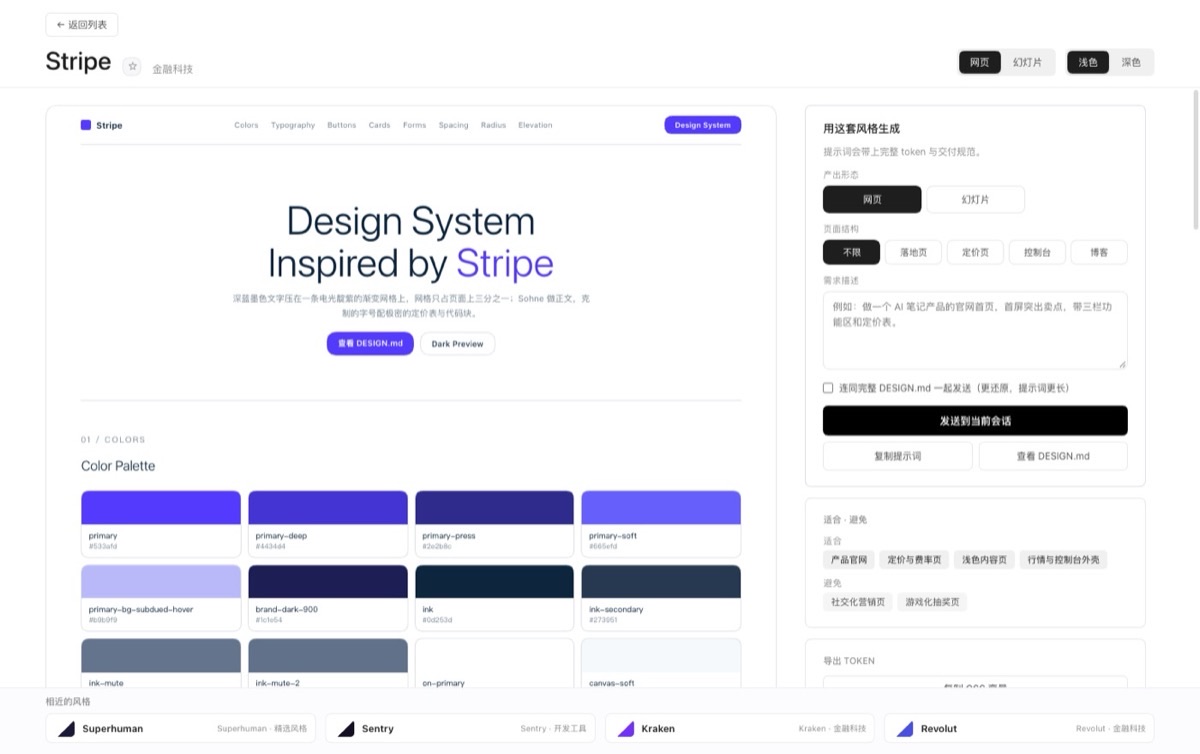 ← 返回列表
Stripe ☆ 金融科技
网页 幻灯片 浅色 深色
Stripe
Colors Typography Buttons Cards Forms Spacing Radius Elevation
Design System
Design System
Inspired by Stripe
深蓝墨色文字压在一条电光靛紫的渐变网格上，网格只占页面上三分之一；Sohne 做正文，克
制的字号配极密的定价表与代码块。
查看 DESIGN.md Dark Preview
01 / COLORS
Color Palette
primary
#533afd
primary-deep
#4434d4
primary-press
#2e2b8c
primary-soft
#665efd
primary-bg-subdued-hover
#b9b9f9
brand-dark-900
#1c1e54
ink
#0d253d
ink-secondary
#273951
ink-mute
ink-mute-2
on-primary
canvas-soft
用这套风格生成
提示词会带上完整 token 与交付规范。
产出形态
网页 幻灯片
页面结构
不限 落地页 定价页 控制台 博客
需求描述
例如：做一个 AI 笔记产品的官网首页，首屏突出卖点，带三栏功
能区和定价表。
连同完整 DESIGN.md 一起发送（更还原，提示词更长）
发送到当前会话
复制提示词 查看 DESIGN.md
适合 · 避免
适合
产品官网 定价与费率页 浅色内容页 行情与控制台外壳
避免
社交化营销页 游戏化抽奖页
导出 TOKEN
相近的风格
Superhuman Superhuman · 精选风格
Sentry Sentry · 开发工具
Kraken Kraken · 金融科技
Revolut Revolut · 金融科技